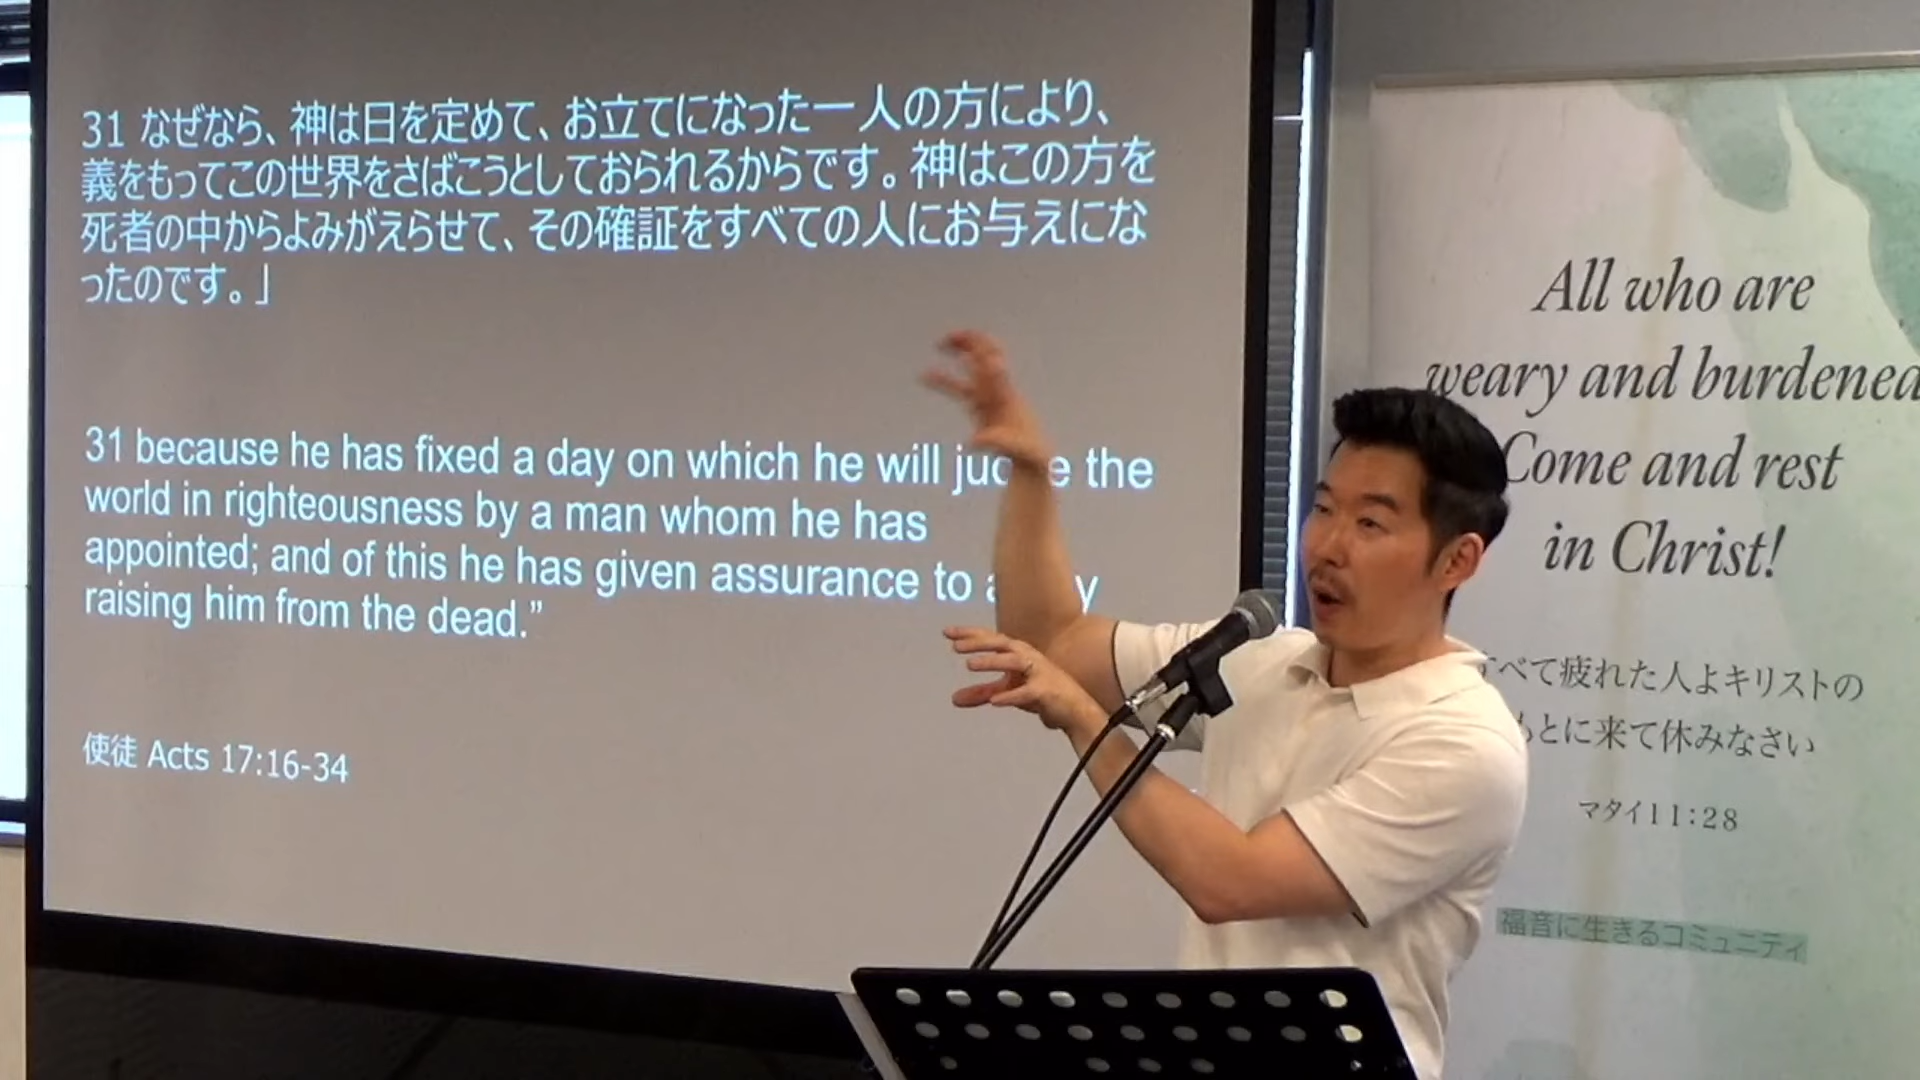 31 なぜなら、神は日を定めて、お立てになった一人の方により、
義をもってこの世界をさばこうとしておられるからです。神はこの方を
死者の中からよみがえらせて、その確証をすべての人にお与えにな
ったのです。」
31 because he has fixed a day on which he will the
world in righteousness by a man whom he has
appointed; and of this he has given assurance to
raising him from the dead.”
使徒 Acts 17:16-34
All who are
weary and burdened
Come and rest
in Christ!
すべて疲れた人よキリストの
もとに来て休みなさい
マタイ11:28
福音に生きるコミュニティ